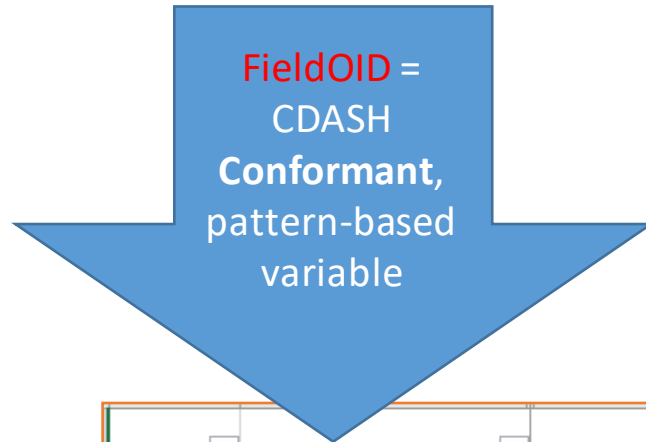 FieldOID =
CDASH
Conformant,
pattern-based
variable